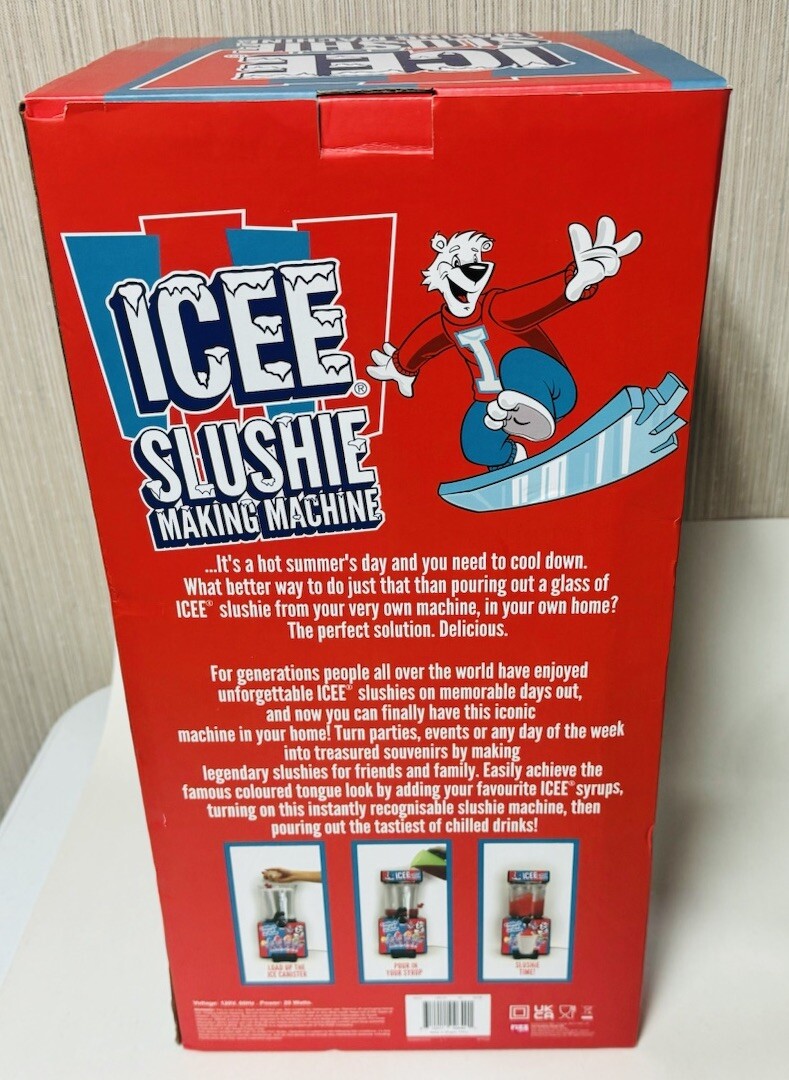 ICEE
ICEE®
SLUSHIE
MAKING MACHINE
I
...It's a hot summer's day and you need to cool down.
What better way to do just that than pouring out a glass of
ICEE® slushie from your very own machine, in your own home?
The perfect solution. Delicious.
For generations people all over the world have enjoyed
unforgettable ICEE® slushies on memorable days out,
and now you can finally have this iconic
machine in your home! Turn parties, events or any day of the week
into treasured souvenirs by making
legendary slushies for friends and family. Easily achieve the
famous coloured tongue look by adding your favourite ICEE® syrups,
turning on this instantly recognisable slushie machine, then
pouring out the tastiest of chilled drinks!
ICEE
ICEE
LOAD UP THE
ICE CANISTER
POUR IN
YOUR SYRUP
SLUSHIE
TIME!
Voltage: 120V. 60Hz - Power: 20 Watts.
UK
CA
FIZZ